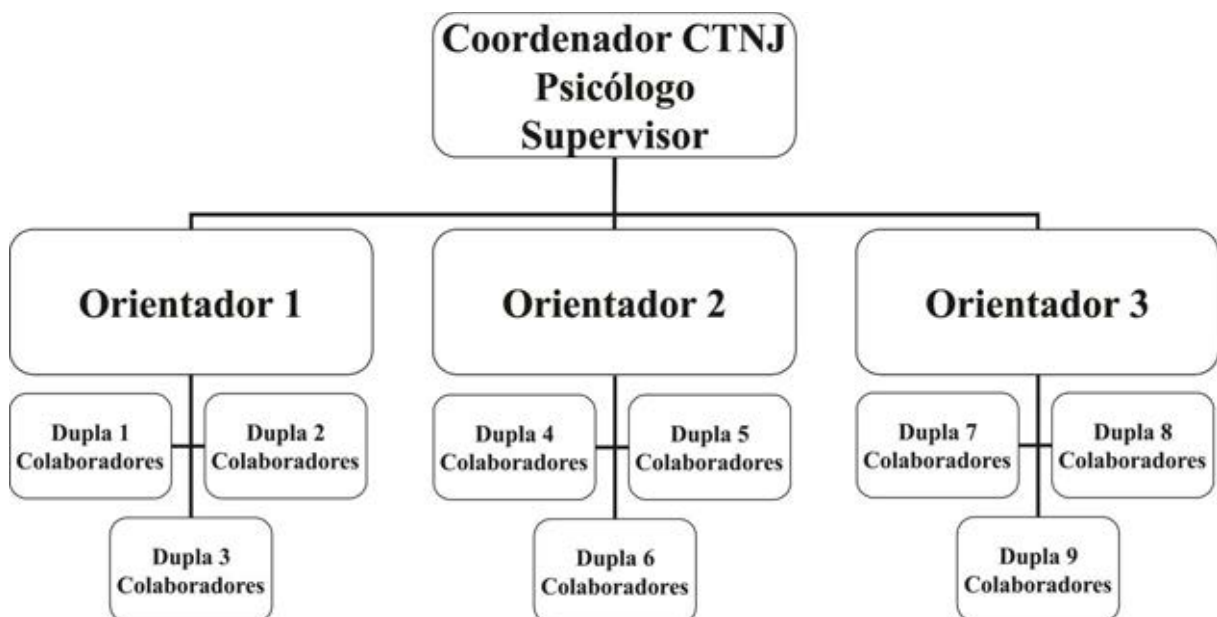 Coordenador CTNJ
Psicólogo
Supervisor
Orientador 1
Orientador 2
Orientador 3
Dupla 1
Colaboradores
Dupla 2
Colaboradores
Dupla 3
Colaboradores
Dupla 4
Colaboradores
Dupla 5
Colaboradores
Dupla 6
Colaboradores
Dupla 7
Colaboradores
Dupla 8
Colaboradores
Dupla 9
Colaboradores